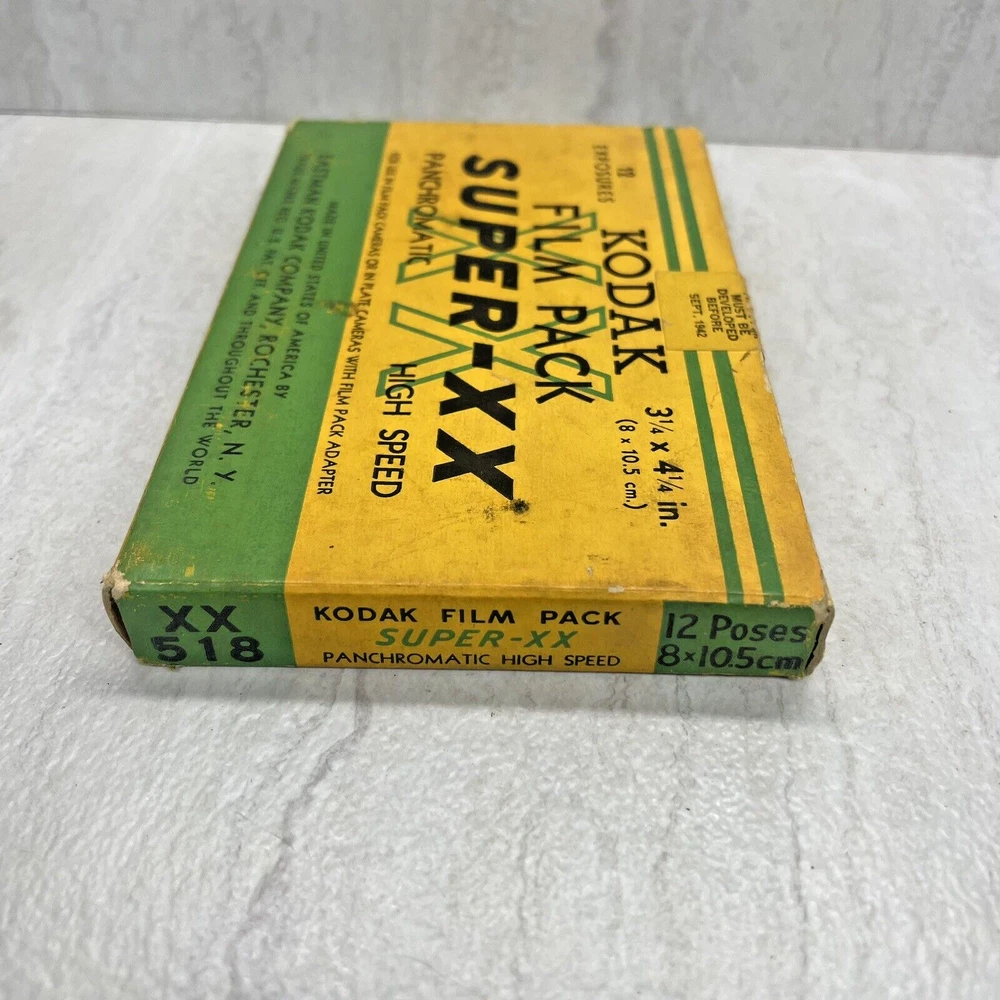 12
EXPOSURES
KODAK
FILM PACK
3¼ x 4¼ in.
(8 x 10.5 cm.)
MUST BE
DEVELOPED
BEFORE
SEPT. 1942
SUPER-XX
PANCHROMATIC
HIGH SPEED
FOR USE IN FILM PACK CAMERAS OR IN PLATE CAMERAS WITH FILM PACK ADAPTER
MADE IN UNITED STATES OF AMERICA BY
EASTMAN KODAK COMPANY, ROCHESTER, N. Y.
TRADE MARKS REG. U. S. PAT. OFF. AND THROUGHOUT THE WORLD
XX
518
KODAK FILM PACK
SUPER-XX
PANCHROMATIC HIGH SPEED
12 Poses
8x10.5cm